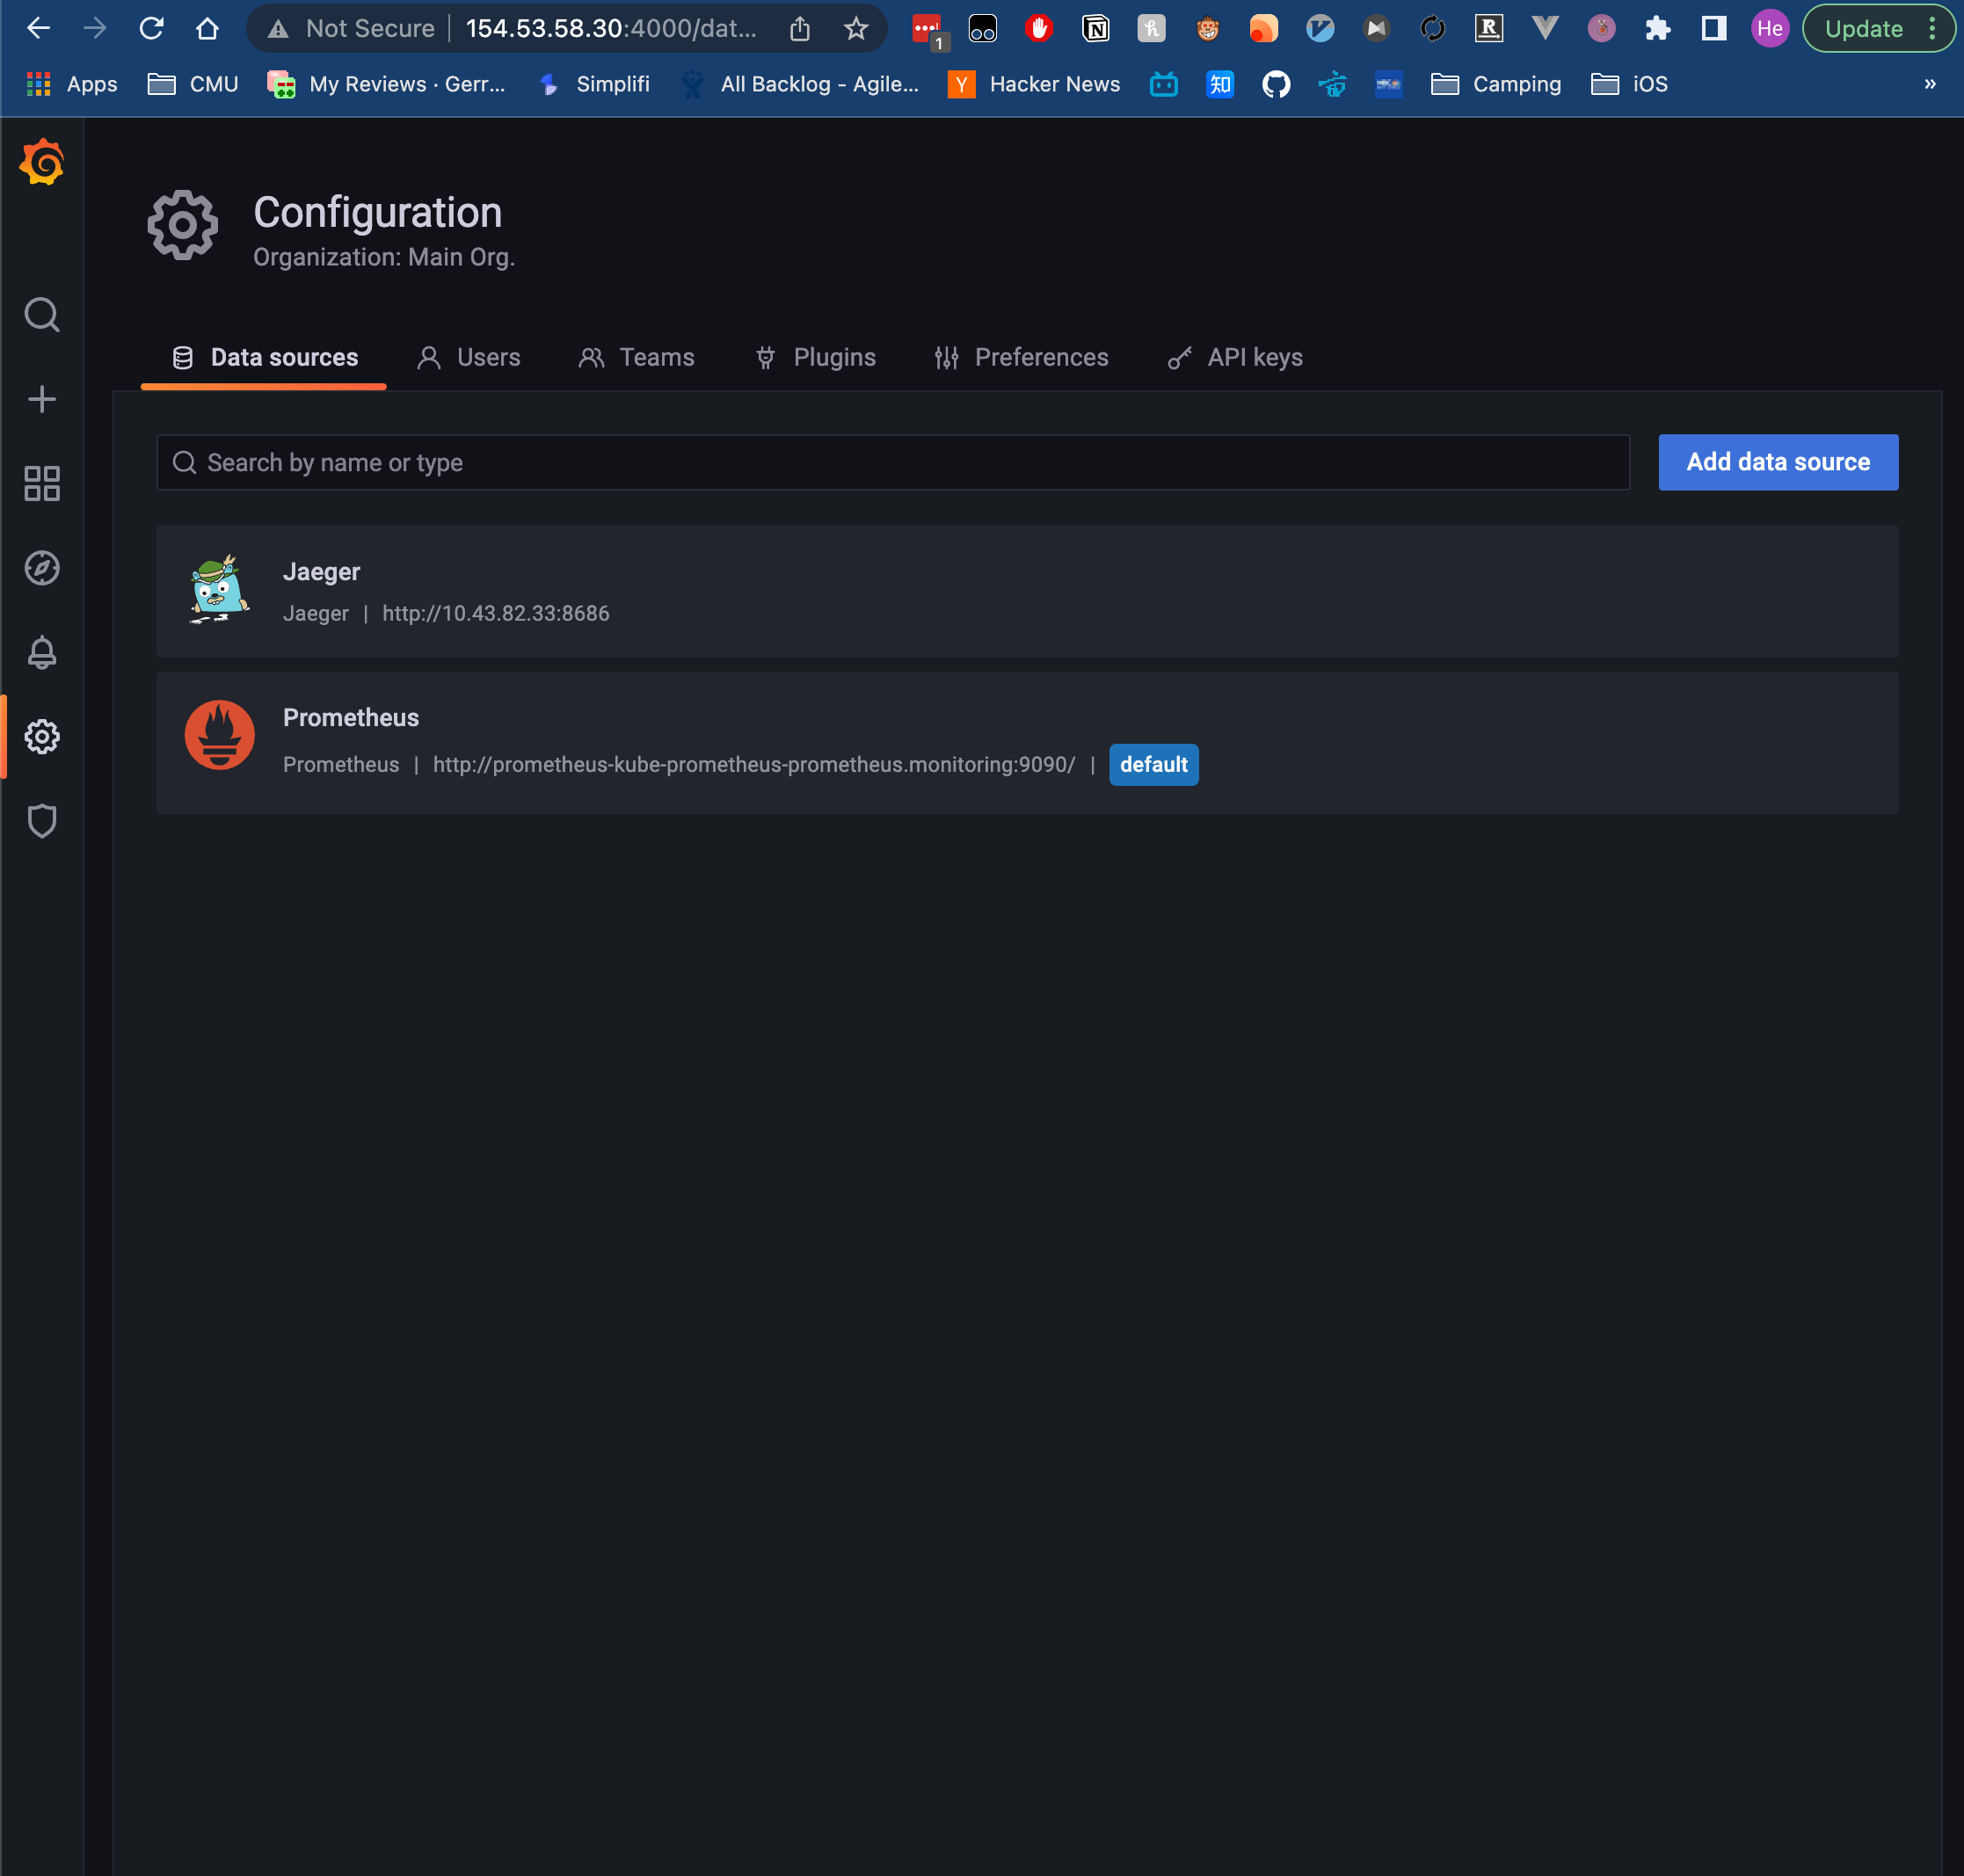 Not Secure 154.53.58.30:4000/dat... 1 He Update
Apps CMU My Reviews · Gerr... Simplifi All Backlog - Agile... Y Hacker News 知 Camping iOS »
Configuration
Organization: Main Org.
Data sources Users Teams Plugins Preferences API keys
Search by name or type Add data source
Jaeger
Jaeger | http://10.43.82.33:8686
Prometheus
Prometheus | http://prometheus-kube-prometheus-prometheus.monitoring:9090/ | default